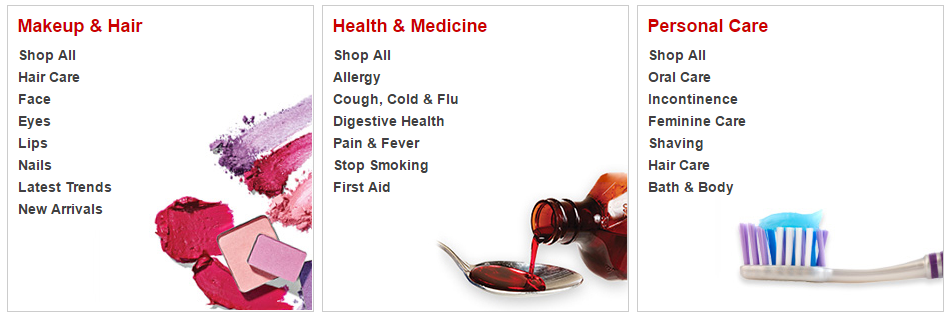 Makeup & Hair
Shop All
Hair Care
Face
Eyes
Lips
Nails
Latest Trends
New Arrivals
Health & Medicine
Shop All
Allergy
Cough, Cold & Flu
Digestive Health
Pain & Fever
Stop Smoking
First Aid
Personal Care
Shop All
Oral Care
Incontinence
Feminine Care
Shaving
Hair Care
Bath & Body